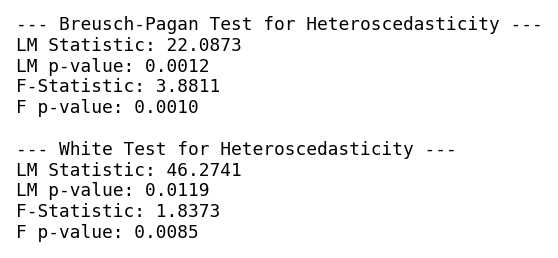 --- Breusch-Pagan Test for Heteroscedasticity ---
LM Statistic: 22.0873
LM p-value: 0.0012
F-Statistic: 3.8811
F p-value: 0.0010
--- White Test for Heteroscedasticity ---
LM Statistic: 46.2741
LM p-value: 0.0119
F-Statistic: 1.8373
F p-value: 0.0085